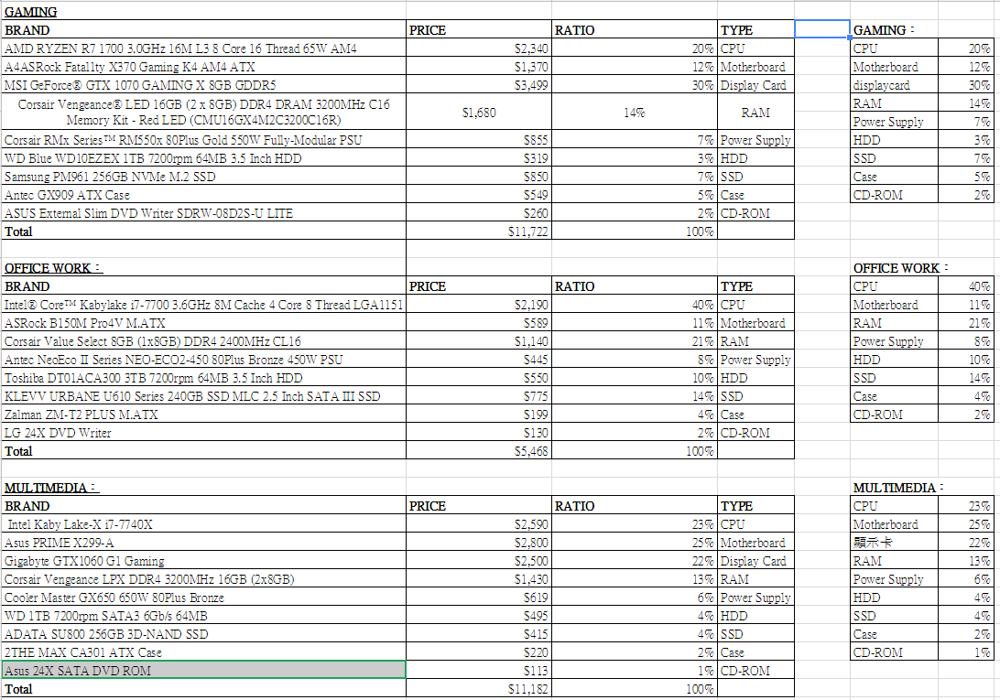 GAMING
BRAND PRICE RATIO TYPE GAMING：
AMD RYZEN R7 1700 3.0GHz 16M L3 8 Core 16 Thread 65W AM4 $2,340 20% CPU CPU 20%
A4ASRock Fatal1ty X370 Gaming K4 AM4 ATX $1,370 12% Motherboard Motherboard 12%
MSI GeForce® GTX 1070 GAMING X 8GB GDDR5 $3,499 30% Display Card displaycard 30%
Corsair Vengeance® LED 16GB (2 x 8GB) DDR4 DRAM 3200MHz C16 RAM 14%
Memory Kit - Red LED (CMU16GX4M2C3200C16R) $1,680 14% RAM Power Supply 7%
Corsair RMx Series™ RM550x 80Plus Gold 550W Fully-Modular PSU $855 7% Power Supply HDD 3%
WD Blue WD10EZEX 1TB 7200rpm 64MB 3.5 Inch HDD $319 3% HDD SSD 7%
Samsung PM961 256GB NVMe M.2 SSD $850 7% SSD Case 5%
Antec GX909 ATX Case $549 5% Case CD-ROM 2%
ASUS External Slim DVD Writer SDRW-08D2S-U LITE $260 2% CD-ROM
Total $11,722 100%
OFFICE WORK： OFFICE WORK：
BRAND PRICE RATIO TYPE CPU 40%
Intel® Core™ Kabylake i7-7700 3.6GHz 8M Cache 4 Core 8 Thread LGA1151 $2,190 40% CPU Motherboard 11%
ASRock B150M Pro4V M.ATX $589 11% Motherboard RAM 21%
Corsair Value Select 8GB (1x8GB) DDR4 2400MHz CL16 $1,140 21% RAM Power Supply 8%
Antec NeoEco II Series NEO-ECO2-450 80Plus Bronze 450W PSU $445 8% Power Supply HDD 10%
Toshiba DT01ACA300 3TB 7200rpm 64MB 3.5 Inch HDD $550 10% HDD SSD 14%
KLEVV URBANE U610 Series 240GB SSD MLC 2.5 Inch SATA III SSD $775 14% SSD Case 4%
Zalman ZM-T2 PLUS M.ATX $199 4% Case CD-ROM 2%
LG 24X DVD Writer $130 2% CD-ROM
Total $5,468 100%
MULTIMEDIA： MULTIMEDIA：
BRAND PRICE RATIO TYPE CPU 23%
Intel Kaby Lake-X i7-7740X $2,590 23% CPU Motherboard 25%
Asus PRIME X299-A $2,800 25% Motherboard 顯示卡 22%
Gigabyte GTX1060 G1 Gaming $2,500 22% Display Card RAM 13%
Corsair Vengeance LPX DDR4 3200MHz 16GB (2x8GB) $1,430 13% RAM Power Supply 6%
Cooler Master GX650 650W 80Plus Bronze $619 6% Power Supply HDD 4%
WD 1TB 7200rpm SATA3 6Gb/s 64MB $495 4% HDD SSD 4%
ADATA SU800 256GB 3D-NAND SSD $415 4% SSD Case 2%
2THE MAX CA301 ATX Case $220 2% Case CD-ROM 1%
Asus 24X SATA DVD ROM $113 1% CD-ROM
Total $11,182 100%